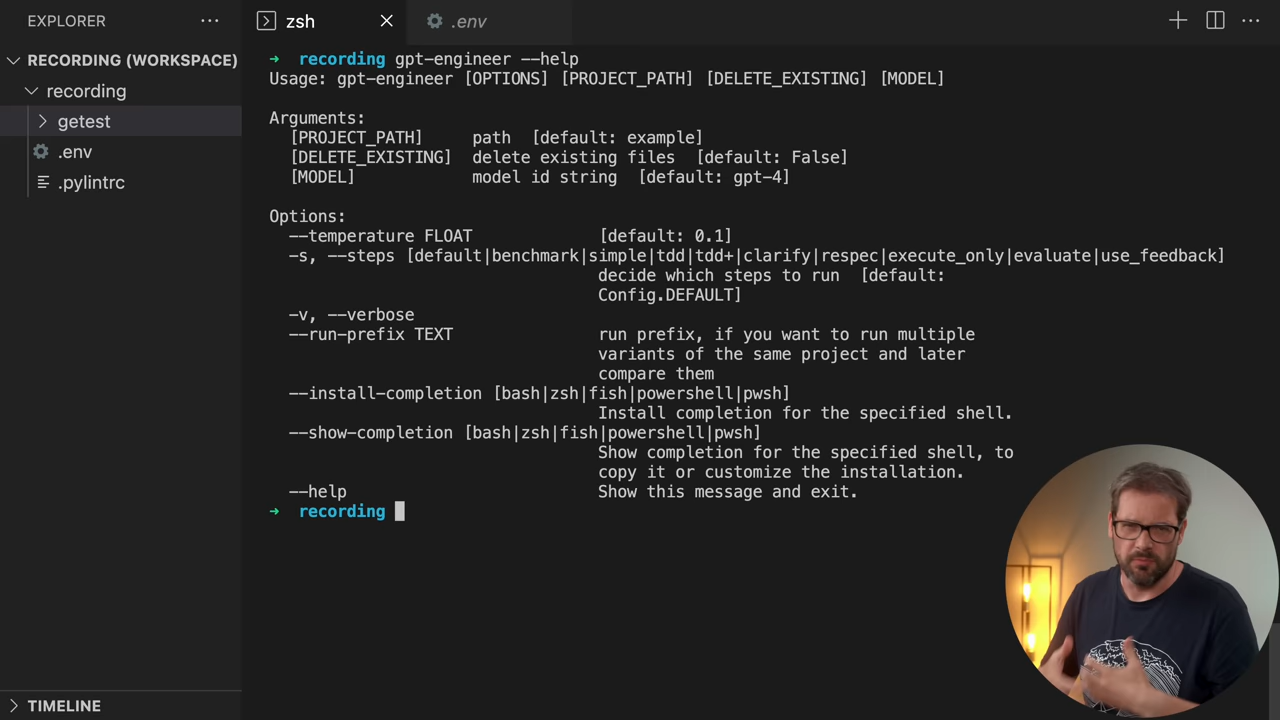 EXPLORER
RECORDING (WORKSPACE)
recording
getest
.env
.pylintrc
TIMELINE
zsh
.env
➜ recording gpt-engineer --help
Usage: gpt-engineer [OPTIONS] [PROJECT_PATH] [DELETE_EXISTING] [MODEL]
Arguments:
[PROJECT_PATH] path [default: example]
[DELETE_EXISTING] delete existing files [default: False]
[MODEL] model id string [default: gpt-4]
Options:
--temperature FLOAT [default: 0.1]
-s, --steps [default|benchmark|simple|tdd|tdd+|clarify|respec|execute_only|evaluate|use_feedback]
decide which steps to run [default:
Config.DEFAULT]
-v, --verbose
--run-prefix TEXT run prefix, if you want to run multiple
variants of the same project and later
compare them
--install-completion [bash|zsh|fish|powershell|pwsh]
Install completion for the specified shell.
--show-completion [bash|zsh|fish|powershell|pwsh]
Show completion for the specified shell, to
copy it or customize the installation.
--help Show this message and exit.
➜ recording